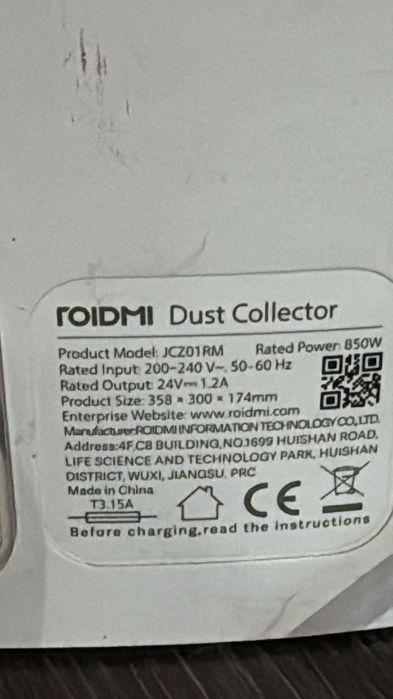 ROIDMI Dust Collector
Product Model: JCZ01RM Rated Power: 850W
Rated Input: 200-240 V~, 50-60 Hz
Rated Output: 24V⎓1.2A
Product Size: 358 × 300 × 174mm
Enterprise Website: www.roidmi.com
Manufacturer:ROIDMI INFORMATION TECHNOLOGY CO., LTD.
Address:4F,C8 BUILDING,NO.1699 HUISHAN ROAD,
LIFE SCIENCE AND TECHNOLOGY PARK, HUISHAN
DISTRICT, WUXI, JIANGSU, PRC
Made in China
T3.15A
CE
Before charging,read the instructions